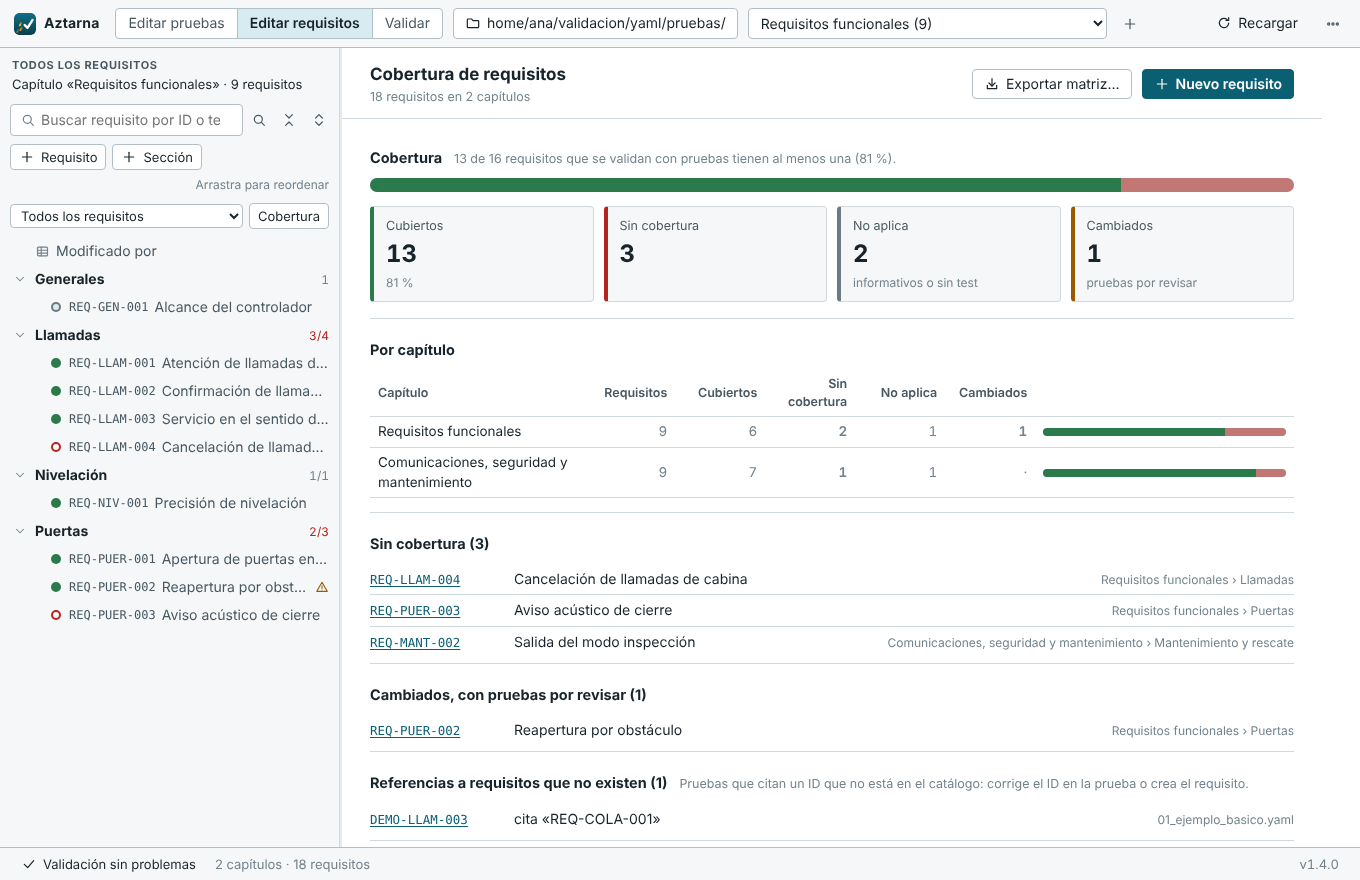 Aztarna
Editar pruebas
Editar requisitos
Validar
home/ana/validacion/yaml/pruebas/
Requisitos funcionales (9)
Recargar
TODOS LOS REQUISITOS
Capítulo «Requisitos funcionales» · 9 requisitos
Buscar requisito por ID o te
Requisito
Sección
Arrastra para reordenar
Todos los requisitos
Cobertura
Modificado por
Generales 1
REQ-GEN-001 Alcance del controlador
Llamadas 3/4
REQ-LLAM-001 Atención de llamadas d...
REQ-LLAM-002 Confirmación de llama...
REQ-LLAM-003 Servicio en el sentido d...
REQ-LLAM-004 Cancelación de llamad...
Nivelación 1/1
REQ-NIV-001 Precisión de nivelación
Puertas 2/3
REQ-PUER-001 Apertura de puertas en...
REQ-PUER-002 Reapertura por obst...
REQ-PUER-003 Aviso acústico de cierre
Cobertura de requisitos
18 requisitos en 2 capítulos
Exportar matriz...
Nuevo requisito
Cobertura 13 de 16 requisitos que se validan con pruebas tienen al menos una (81 %).
Cubiertos
13
81 %
Sin cobertura
3
No aplica
2
informativos o sin test
Cambiados
1
pruebas por revisar
Por capítulo
Capítulo Requisitos Cubiertos Sin cobertura No aplica Cambiados
Requisitos funcionales 9 6 2 1 1
Comunicaciones, seguridad y mantenimiento 9 7 1 1 ·
Sin cobertura (3)
REQ-LLAM-004 Cancelación de llamadas de cabina Requisitos funcionales › Llamadas
REQ-PUER-003 Aviso acústico de cierre Requisitos funcionales › Puertas
REQ-MANT-002 Salida del modo inspección Comunicaciones, seguridad y mantenimiento › Mantenimiento y rescate
Cambiados, con pruebas por revisar (1)
REQ-PUER-002 Reapertura por obstáculo Requisitos funcionales › Puertas
Referencias a requisitos que no existen (1) Pruebas que citan un ID que no está en el catálogo: corrige el ID en la prueba o crea el requisito.
DEMO-LLAM-003 cita «REQ-COLA-001» 01_ejemplo_basico.yaml
Validación sin problemas 2 capítulos · 18 requisitos v1.4.0